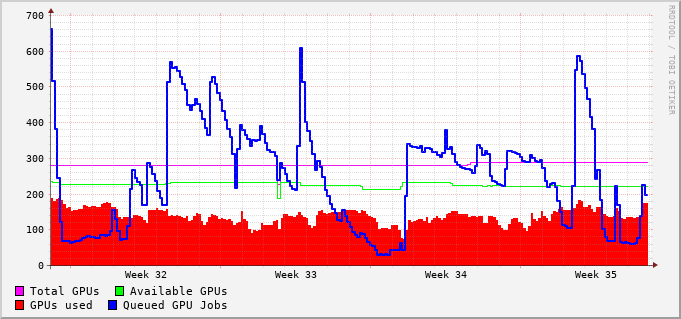 700
600
500
400
300
200
100
0
Week 32 Week 33 Week 34 Week 35
Total GPUs Available GPUs
GPUs used Queued GPU Jobs
RRDTOOL / TOBI OETIKER